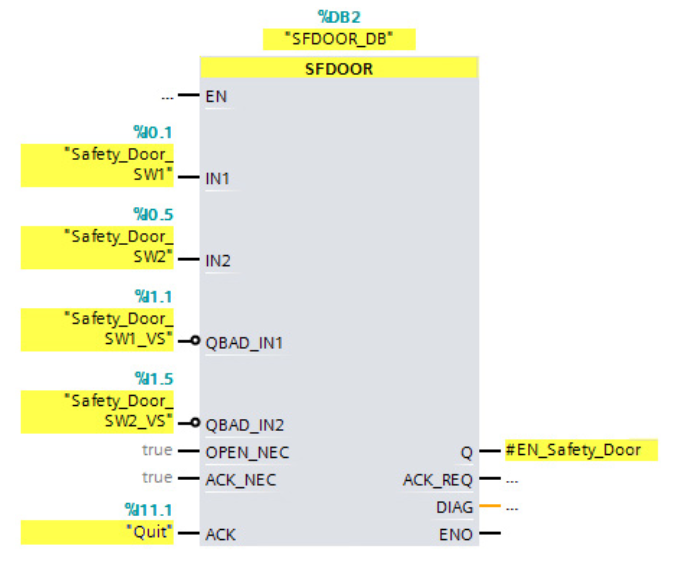 %DB2
"SFDOOR_DB"
SFDOOR
... EN
%I0.1
"Safety_Door_
SW1" IN1
%I0.5
"Safety_Door_
SW2" IN2
%I1.1
"Safety_Door_
SW1_VS" QBAD_IN1
%I1.5
"Safety_Door_
SW2_VS" QBAD_IN2
true OPEN_NEC Q #EN_Safety_Door
true ACK_NEC ACK_REQ ...
%I11.1 DIAG ...
"Quit" ACK ENO